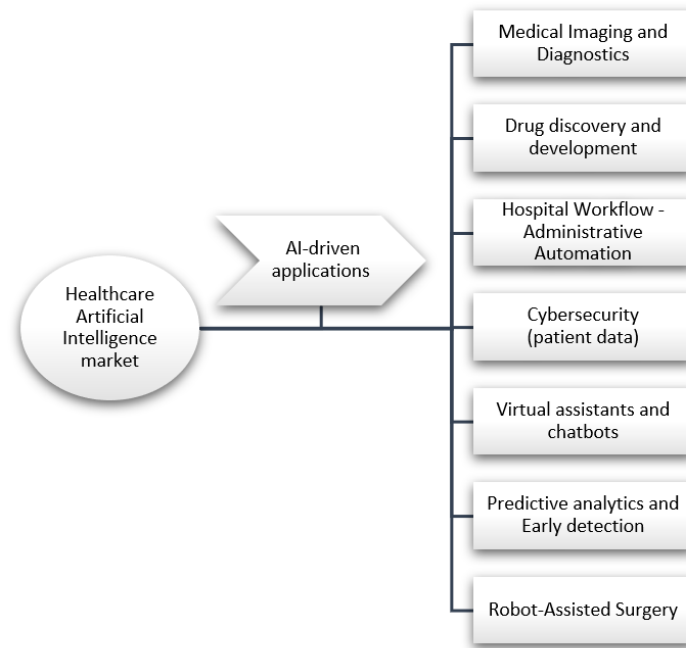 Healthcare
Artificial
Intelligence
market
AI-driven
applications
Medical Imaging and
Diagnostics
Drug discovery and
development
Hospital Workflow -
Administrative
Automation
Cybersecurity
(patient data)
Virtual assistants and
chatbots
Predictive analytics and
Early detection
Robot-Assisted Surgery